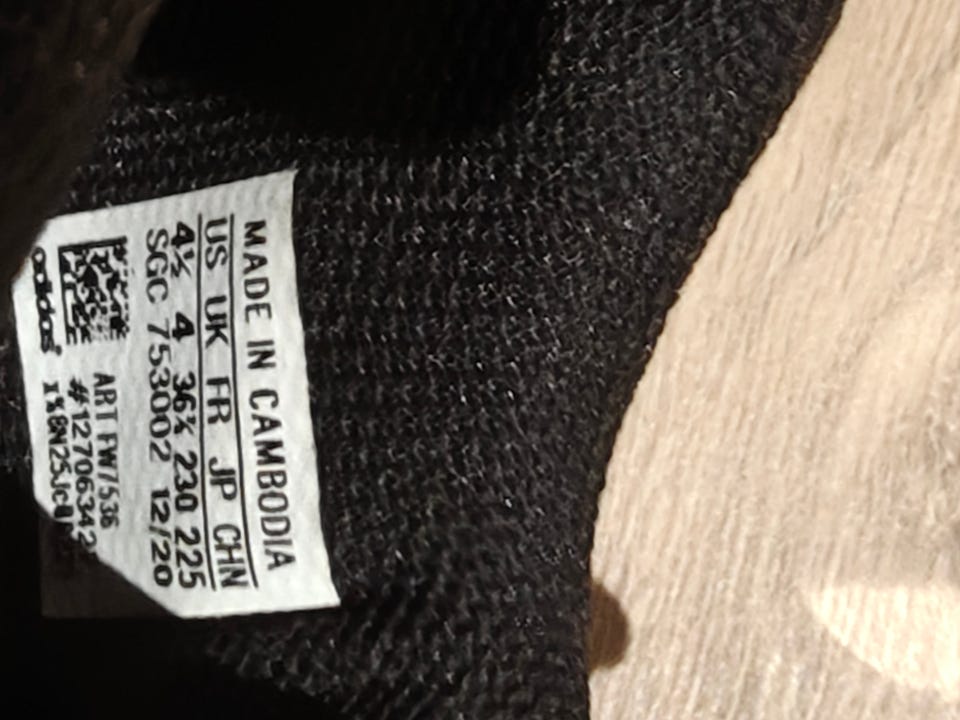 MADE IN CAMBODIA
US UK FR JP CHN
4½ 4 36⅔ 230 225
SGC 753002 12/20
ART FW7536
#12706342
adidas